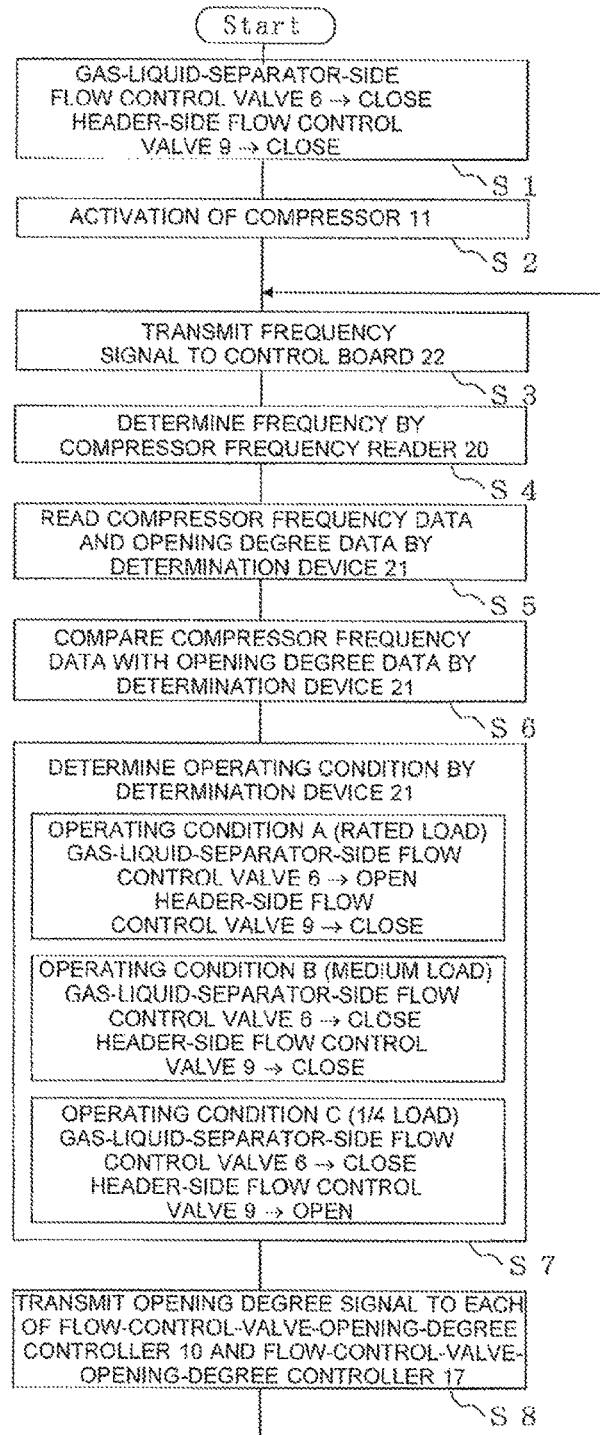 Start
GAS-LIQUID-SEPARATOR-SIDE
FLOW CONTROL VALVE 6 → CLOSE
HEADER-SIDE FLOW CONTROL
VALVE 9 → CLOSE
S 1
ACTIVATION OF COMPRESSOR 11
S 2
TRANSMIT FREQUENCY
SIGNAL TO CONTROL BOARD 22
S 3
DETERMINE FREQUENCY BY
COMPRESSOR FREQUENCY READER 20
S 4
READ COMPRESSOR FREQUENCY DATA
AND OPENING DEGREE DATA BY
DETERMINATION DEVICE 21
S 5
COMPARE COMPRESSOR FREQUENCY
DATA WITH OPENING DEGREE DATA BY
DETERMINATION DEVICE 21
S 6
DETERMINE OPERATING CONDITION BY
DETERMINATION DEVICE 21
OPERATING CONDITION A (RATED LOAD)
GAS-LIQUID-SEPARATOR-SIDE FLOW
CONTROL VALVE 6 → OPEN
HEADER-SIDE FLOW
CONTROL VALVE 9 → CLOSE
OPERATING CONDITION B (MEDIUM LOAD)
GAS-LIQUID-SEPARATOR-SIDE FLOW
CONTROL VALVE 6 → CLOSE
HEADER-SIDE FLOW CONTROL
VALVE 9 → CLOSE
OPERATING CONDITION C (1/4 LOAD)
GAS-LIQUID-SEPARATOR-SIDE FLOW
CONTROL VALVE 6 → CLOSE
HEADER-SIDE FLOW CONTROL
VALVE 9 → OPEN
S 7
TRANSMIT OPENING DEGREE SIGNAL TO EACH
OF FLOW-CONTROL-VALVE-OPENING-DEGREE
CONTROLLER 10 AND FLOW-CONTROL-VALVE-
OPENING-DEGREE CONTROLLER 17
S 8